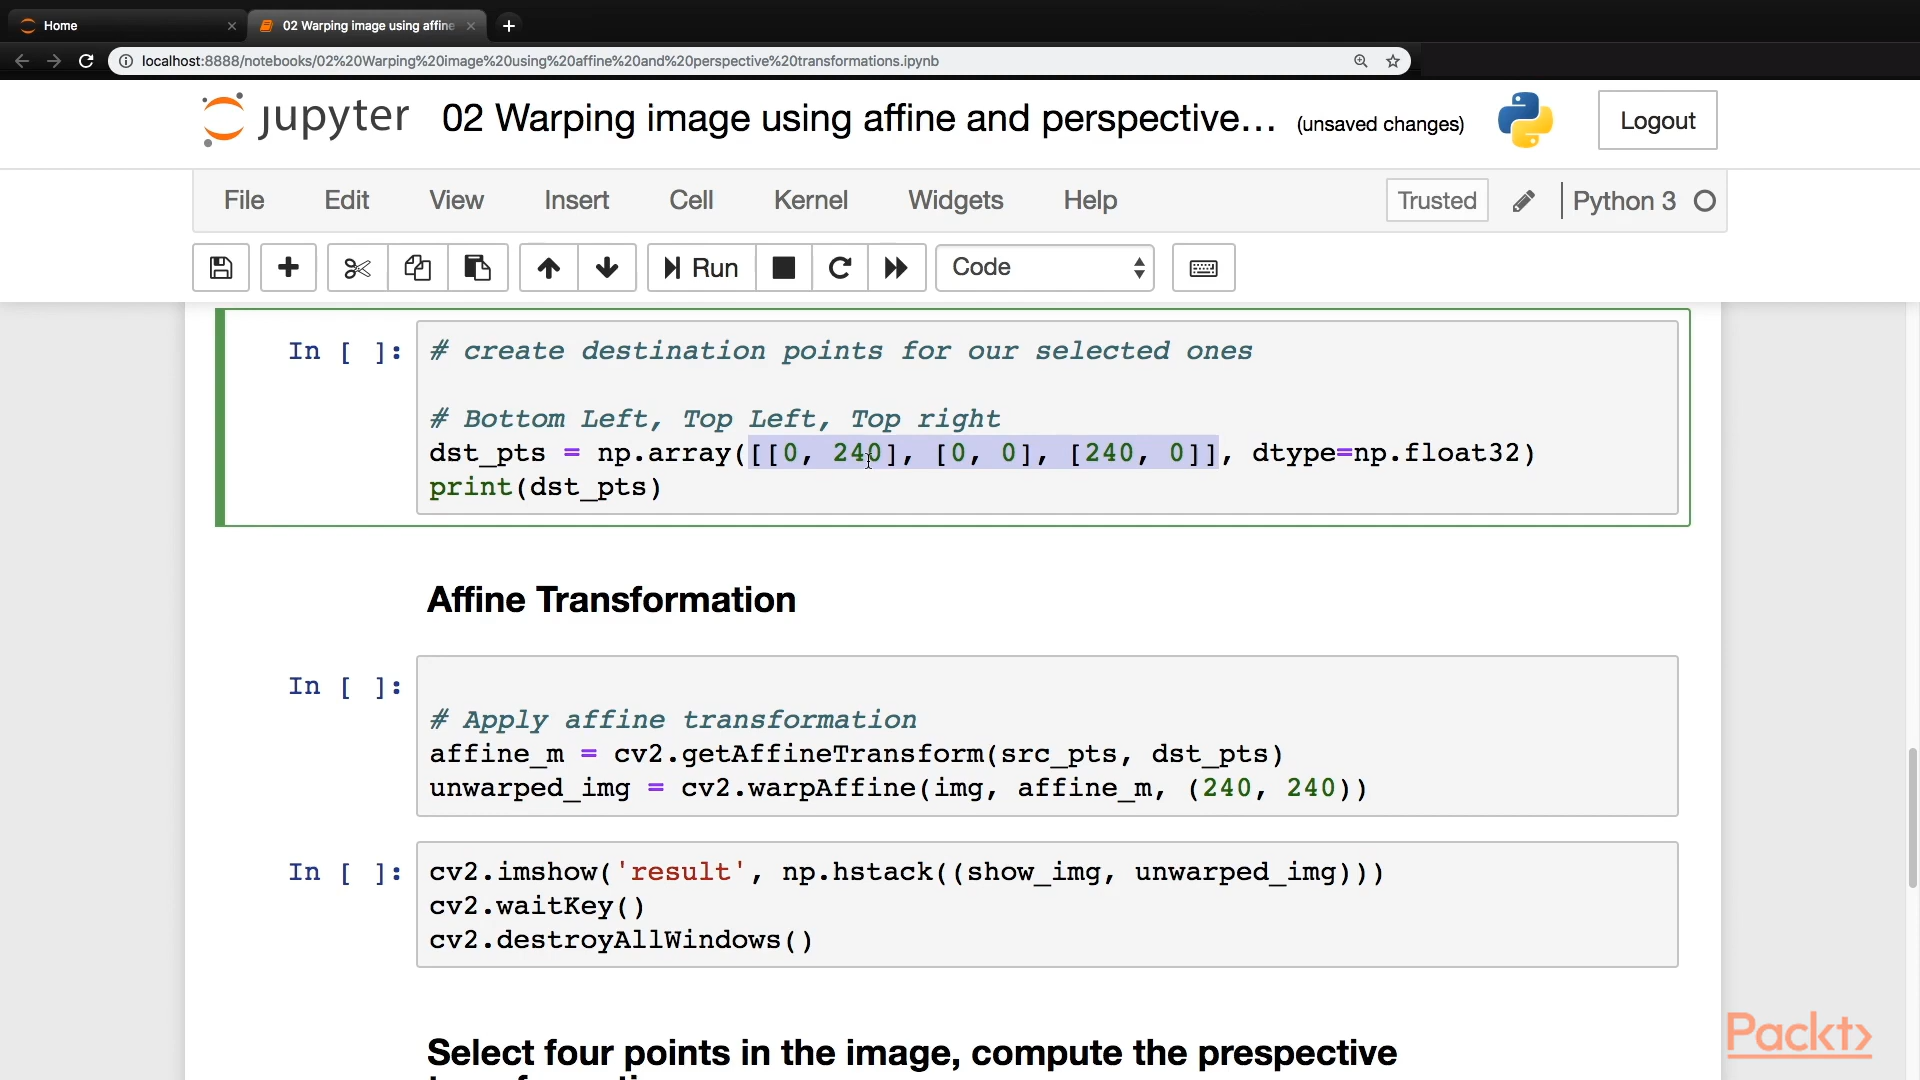 Home
02 Warping image using affine
localhost:8888/notebooks/02%20Warping%20image%20using%20affine%20and%20perspective%20transformations.ipynb
jupyter 02 Warping image using affine and perspective... (unsaved changes) Logout
File Edit View Insert Cell Kernel Widgets Help Trusted Python 3
Run Code
In [ ]: # create destination points for our selected ones
# Bottom Left, Top Left, Top right
dst_pts = np.array([[0, 240], [0, 0], [240, 0]], dtype=np.float32)
print(dst_pts)
Affine Transformation
In [ ]:
# Apply affine transformation
affine_m = cv2.getAffineTransform(src_pts, dst_pts)
unwarped_img = cv2.warpAffine(img, affine_m, (240, 240))
In [ ]: cv2.imshow('result', np.hstack((show_img, unwarped_img)))
cv2.waitKey()
cv2.destroyAllWindows()
Select four points in the image, compute the prespective
Packt>